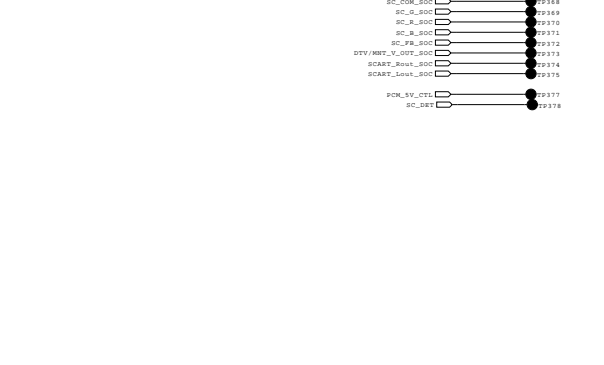 SC_COM_SOC TP368
SC_G_SOC TP369
SC_R_SOC TP370
SC_B_SOC TP371
SC_FB_SOC TP372
DTV/MNT_V_OUT_SOC TP373
SCART_Rout_SOC TP374
SCART_Lout_SOC TP375
PCM_5V_CTL TP377
SC_DET TP378